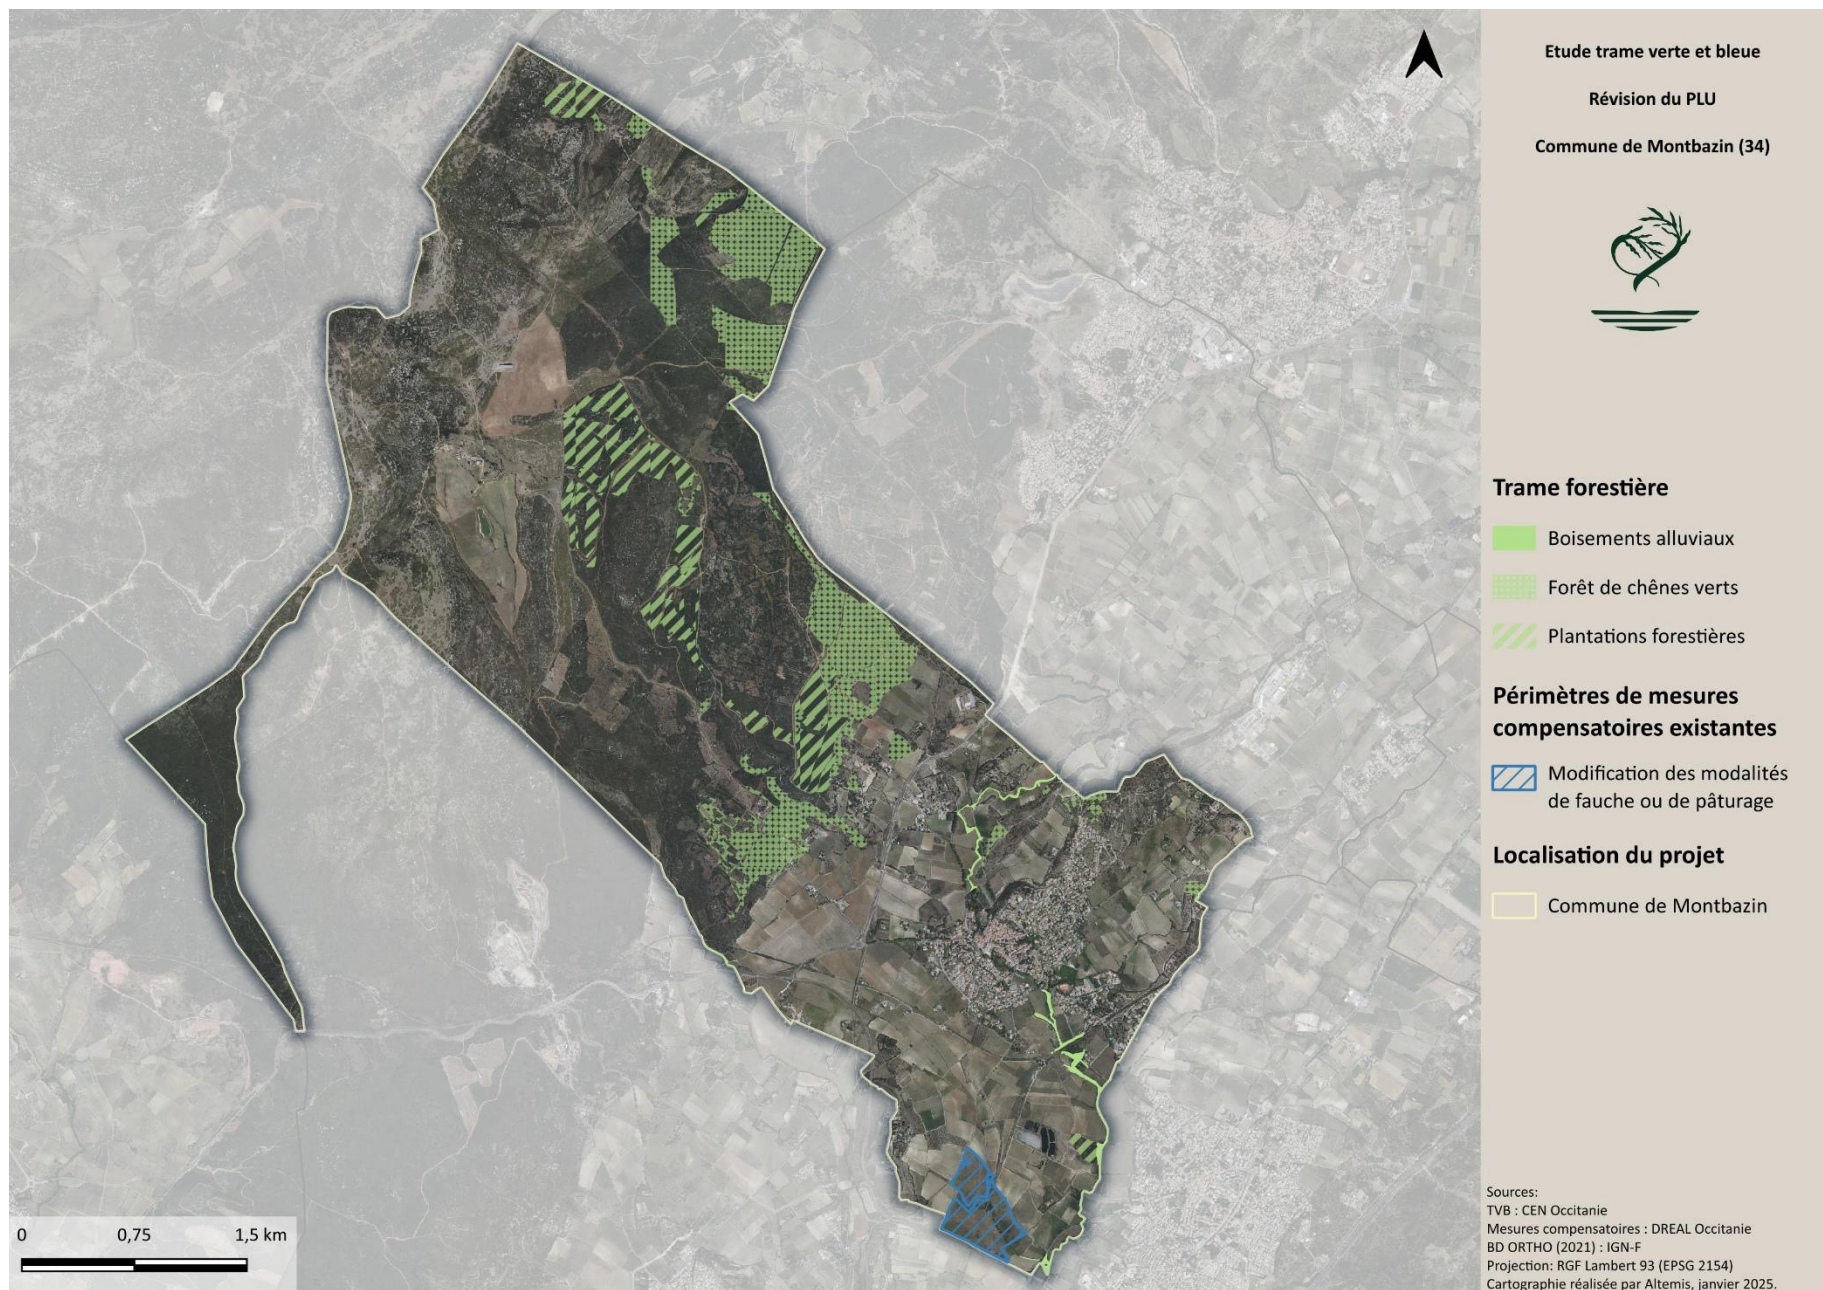 Etude trame verte et bleue
Révision du PLU
Commune de Montbazin (34)
Trame forestière
Boisements alluviaux
Forêt de chênes verts
Plantations forestières
Périmètres de mesures
compensatoires existantes
Modification des modalités
de fauche ou de pâturage
Localisation du projet
Commune de Montbazin
Sources:
TVB : CEN Occitanie
Mesures compensatoires : DREAL Occitanie
BD ORTHO (2021) : IGN-F
Projection: RGF Lambert 93 (EPSG 2154)
Cartographie réalisée par Altemis, janvier 2025.
0 0,75 1,5 km